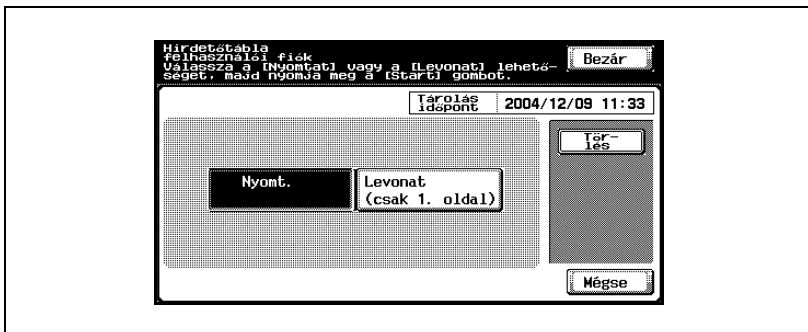 Hirdetőtábla
felhasználói fiók
Válassza a [Nyomtat] vagy a [Levonat] lehető-
séget, majd nyomja meg a [Start] gombot.
Bezár
Tárolás
időpont
2004/12/09 11:33
Tör-
lés
Nyomt.
Levonat
(csak 1. oldal)
Mégse